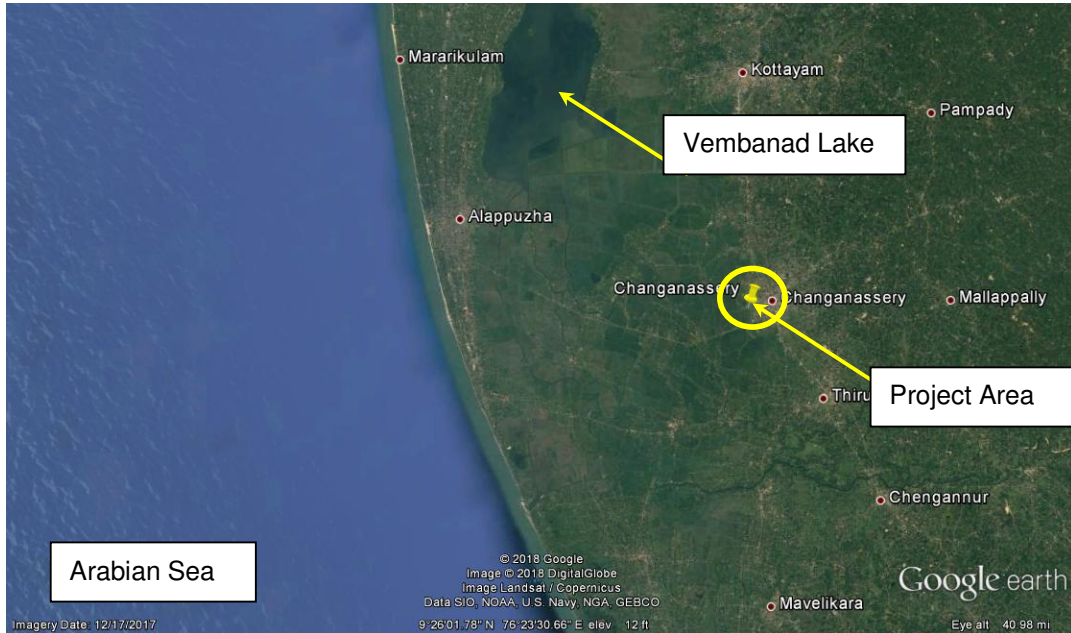 Mararikulam
Kottayam
Pampady
Vembanad Lake
Alappuzha
Changanassery
Changanassery
Mallappally
Project Area
Thiru
Chengannur
Arabian Sea
© 2018 Google
Image © 2018 DigitalGlobe
Image Landsat / Copernicus
Data SIO, NOAA, U.S. Navy, NGA, GEBCO
Google earth
Mavelikara
Imagery Date: 12/17/2017
9°26'01.78" N 76°23'30.66" E elev 12 ft
Eye alt 40.98 mi